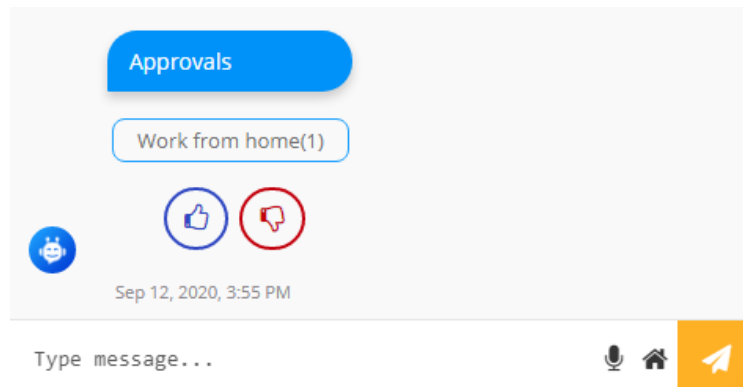 Approvals
Work from home(1)
Sep 12, 2020, 3:55 PM
Type message...